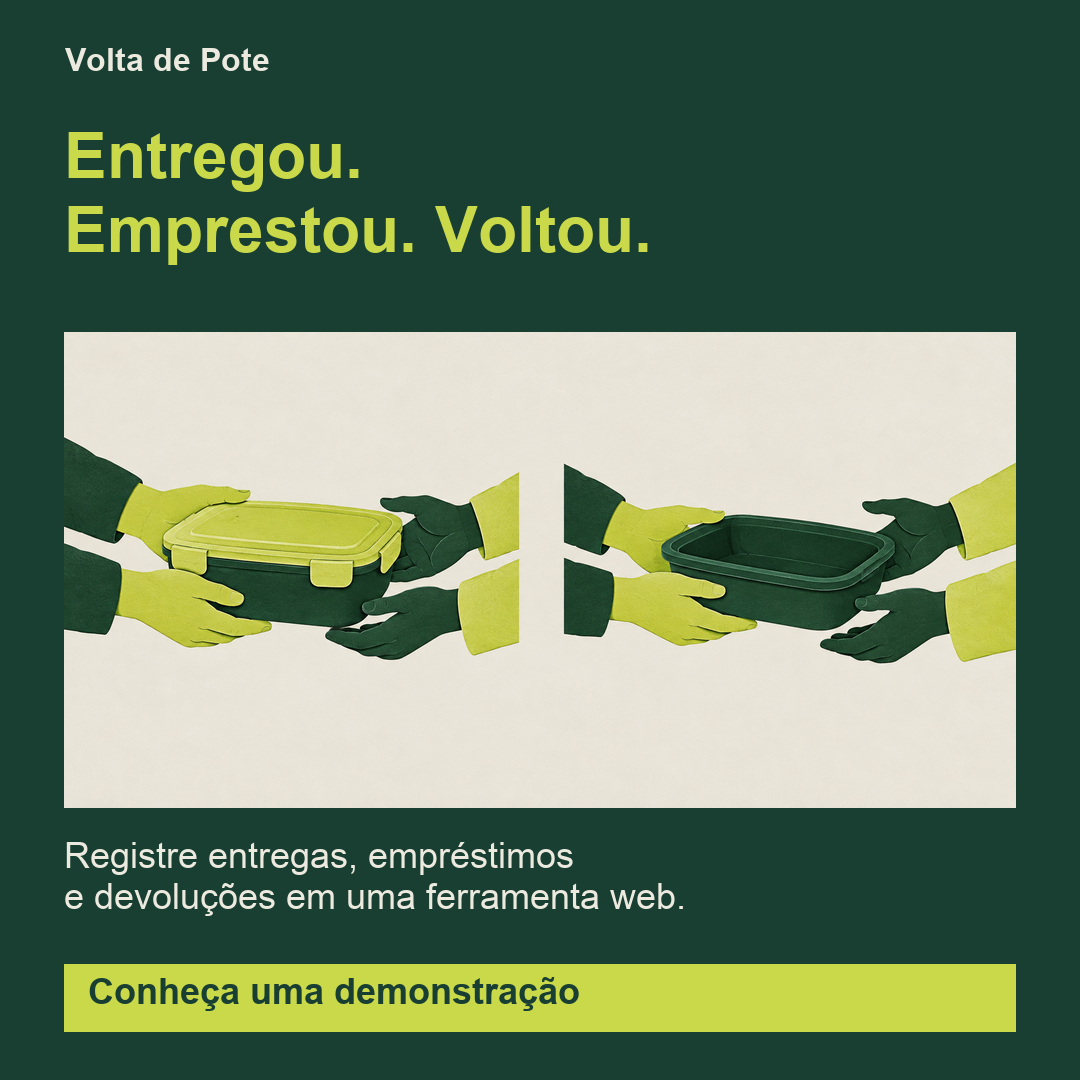 Volta de Pote
Entregou.
Emprestou. Voltou.
Registre entregas, empréstimos
e devoluções em uma ferramenta web.
Conheça uma demonstração